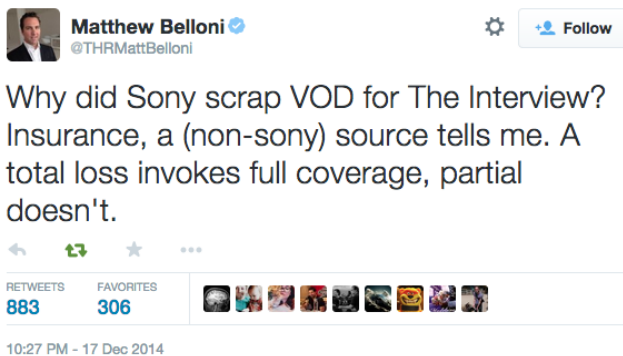 Matthew Belloni
@THRMattBelloni
Follow
Why did Sony scrap VOD for The Interview?
Insurance, a (non-sony) source tells me. A
total loss invokes full coverage, partial
doesn't.
RETWEETS FAVORITES
883 306
10:27 PM - 17 Dec 2014